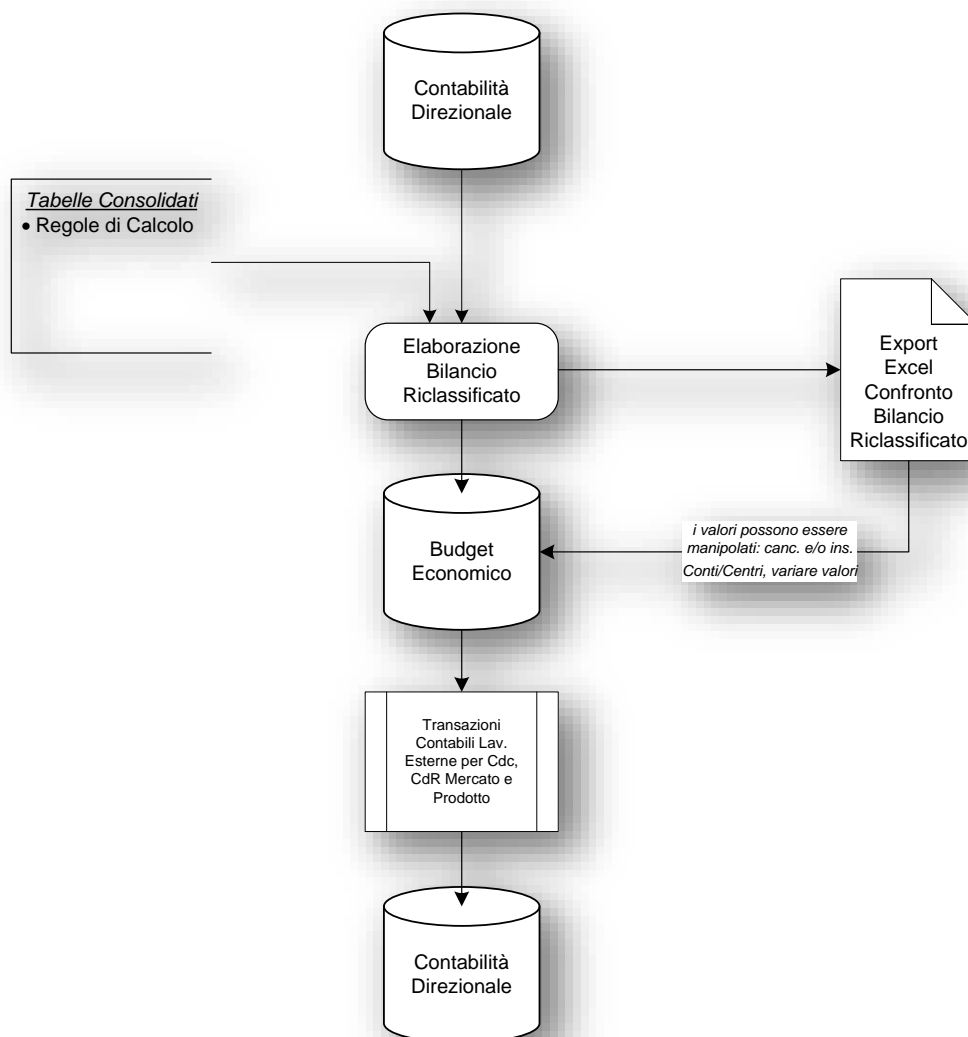 Contabilità
Direzionale
Tabelle Consolidati
• Regole di Calcolo
Elaborazione
Bilancio
Riclassificato
Export
Excel
Confronto
Bilancio
Riclassificato
i valori possono essere
manipolati: canc. e/o ins.
Conti/Centri, variare valori
Budget
Economico
Transazioni
Contabili Lav.
Esterne per Cdc,
CdR Mercato e
Prodotto
Contabilità
Direzionale